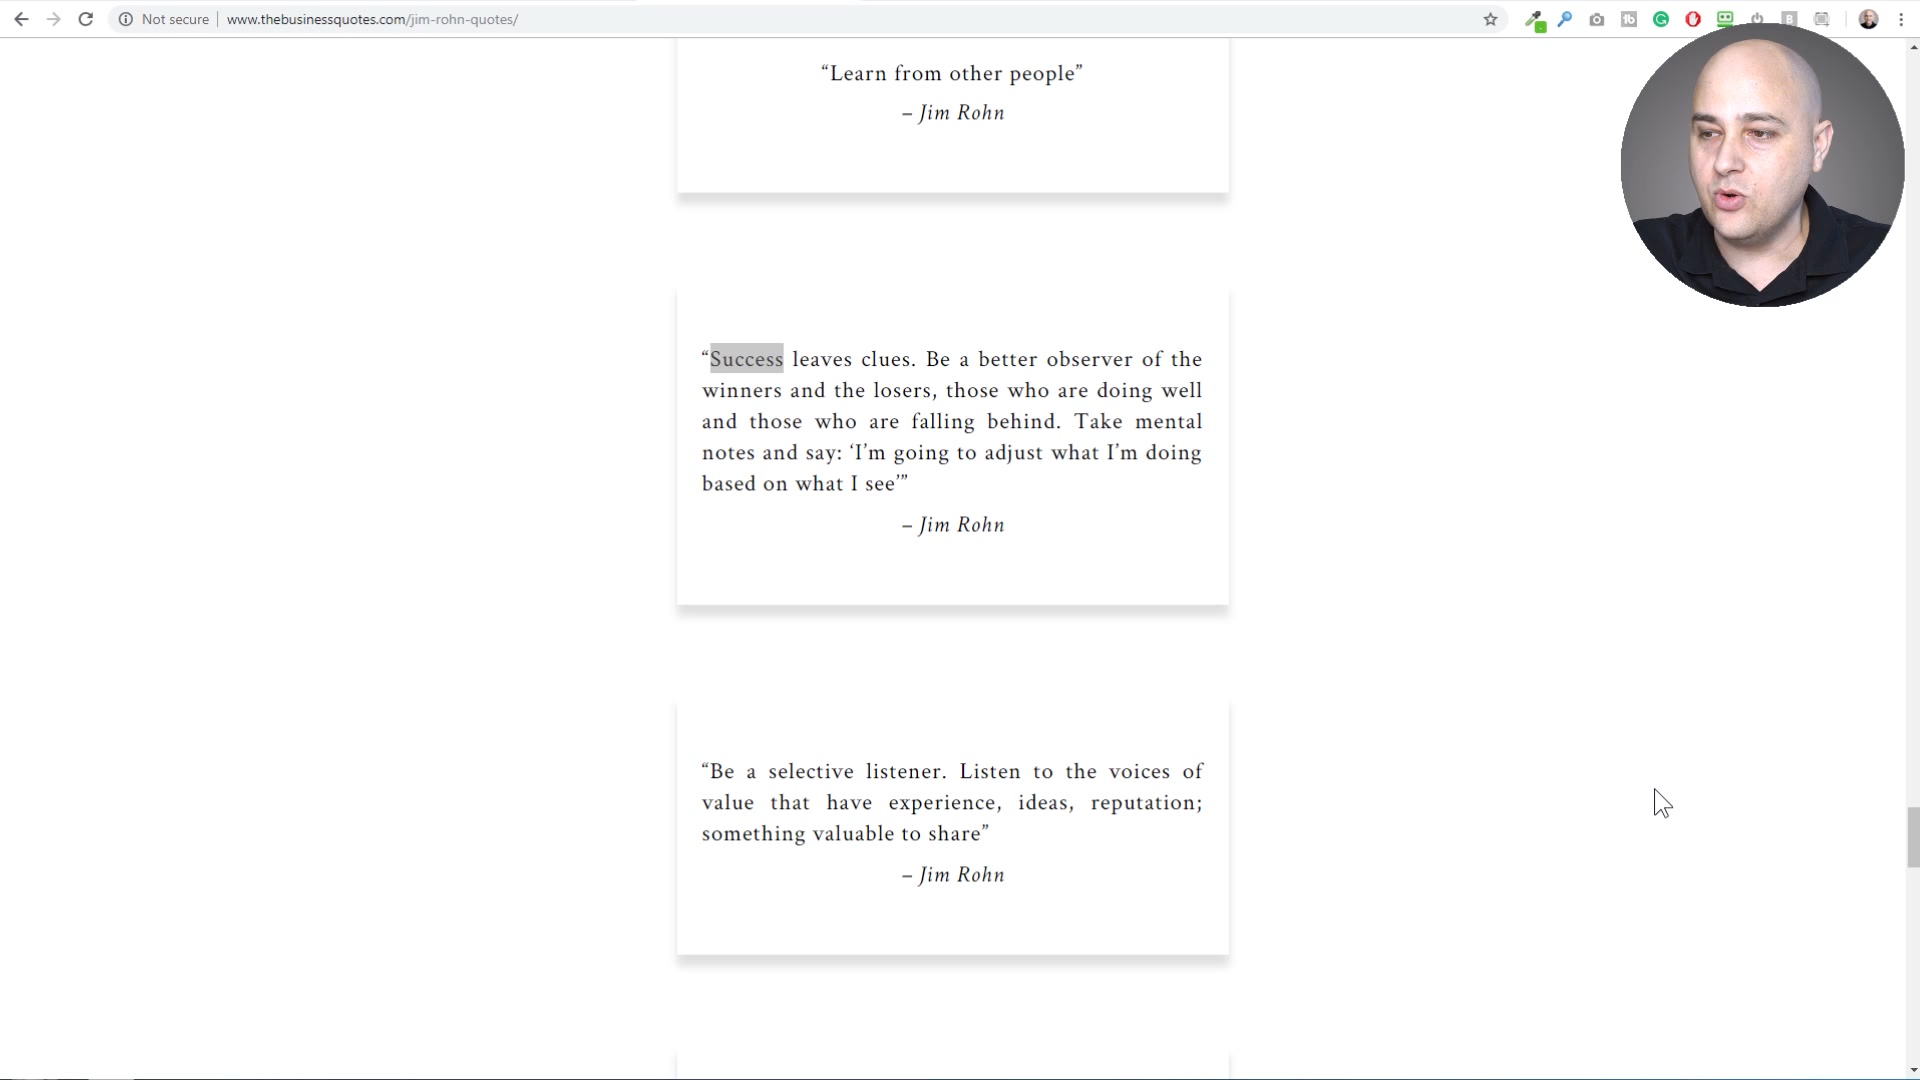 Not secure www.thebusinessquotes.com/jim-rohn-quotes/
“Learn from other people”
– Jim Rohn
“Success leaves clues. Be a better observer of the
winners and the losers, those who are doing well
and those who are falling behind. Take mental
notes and say: ‘I’m going to adjust what I’m doing
based on what I see’”
– Jim Rohn
“Be a selective listener. Listen to the voices of
value that have experience, ideas, reputation;
something valuable to share”
– Jim Rohn